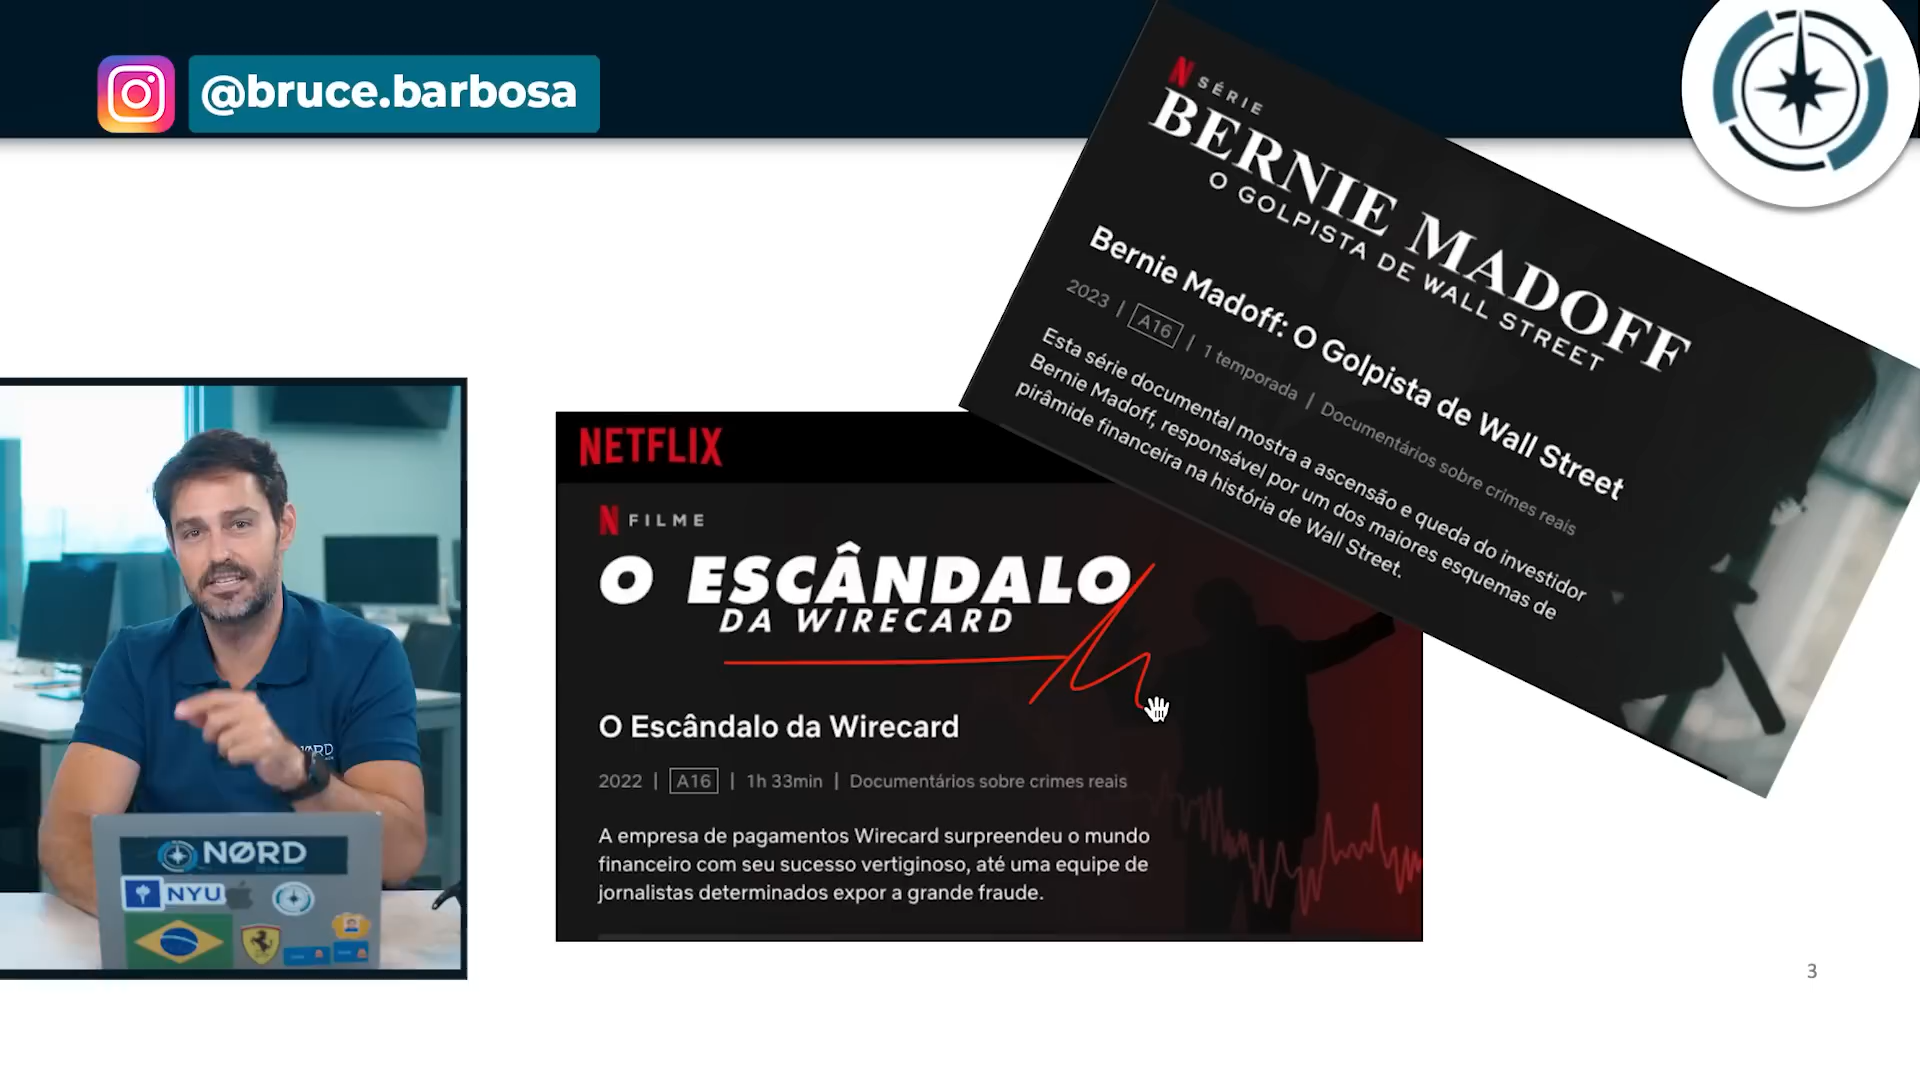 @bruce.barbosa
N SÉRIE
BERNIE MADOFF
O GOLPISTA DE WALL STREET
Bernie Madoff: O Golpista de Wall Street
2023 | A16 | 1 temporada | Documentários sobre crimes reais
Esta série documental mostra a ascensão e queda do investidor
Bernie Madoff, responsável por um dos maiores esquemas de
pirâmide financeira na história de Wall Street.
NETFLIX
N FILME
O ESCÂNDALO
DA WIRECARD
O Escândalo da Wirecard
2022 | A16 | 1h 33min | Documentários sobre crimes reais
A empresa de pagamentos Wirecard surpreendeu o mundo
financeiro com seu sucesso vertiginoso, até uma equipe de
jornalistas determinados expor a grande fraude.
NØRD
NYU
3